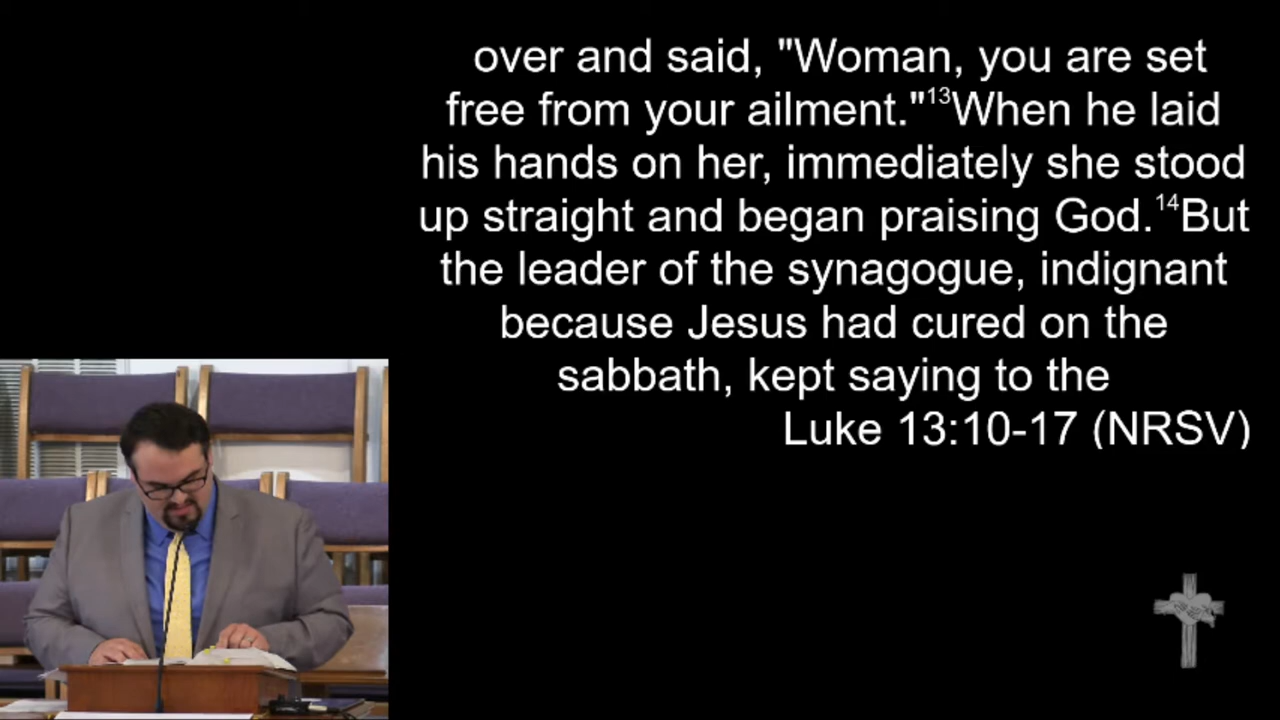 over and said, "Woman, you are set
free from your ailment."13When he laid
his hands on her, immediately she stood
up straight and began praising God.14But
the leader of the synagogue, indignant
because Jesus had cured on the
sabbath, kept saying to the
Luke 13:10-17 (NRSV)